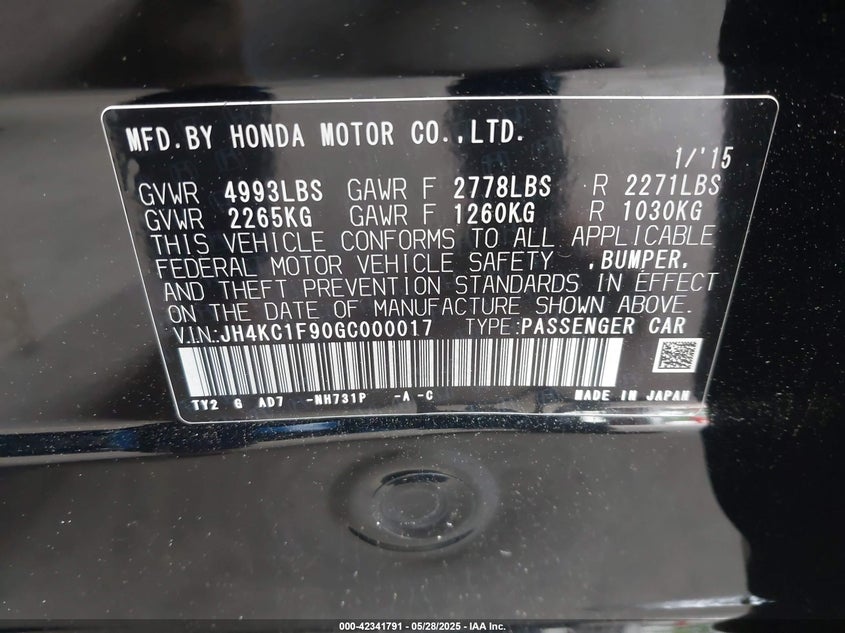 MFD.BY HONDA MOTOR CO.,LTD.
1/'15
GVWR 4993LBS GAWR F 2778LBS R 2271LBS
GVWR 2265KG GAWR F 1260KG R 1030KG
THIS VEHICLE CONFORMS TO ALL APPLICABLE
FEDERAL MOTOR VEHICLE SAFETY ,BUMPER,
AND THEFT PREVENTION STANDARDS IN EFFECT
ON THE DATE OF MANUFACTURE SHOWN ABOVE.
V.I.N:JH4KC1F90GC000017 TYPE:PASSENGER CAR
TY2 G AD7 -NH731P -A -C MADE IN JAPAN
000-42341791 - 05/28/2025 - IAA Inc.